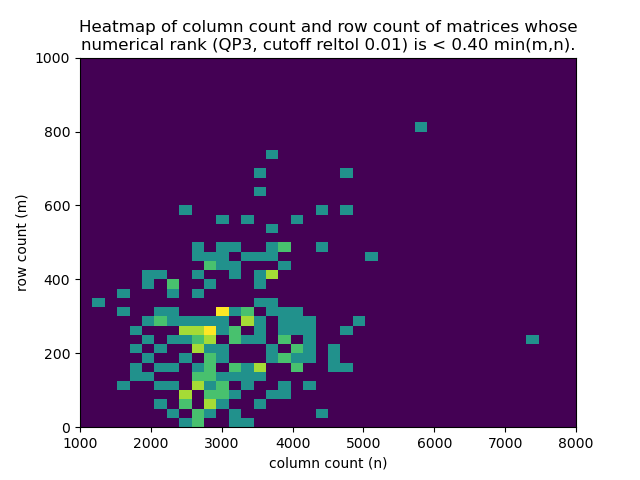 Heatmap of column count and row count of matrices whose
numerical rank (QP3, cutoff reltol 0.01) is < 0.40 min(m,n).
1000
800
600
400
200
0
row count (m)
1000 2000 3000 4000 5000 6000 7000 8000
column count (n)